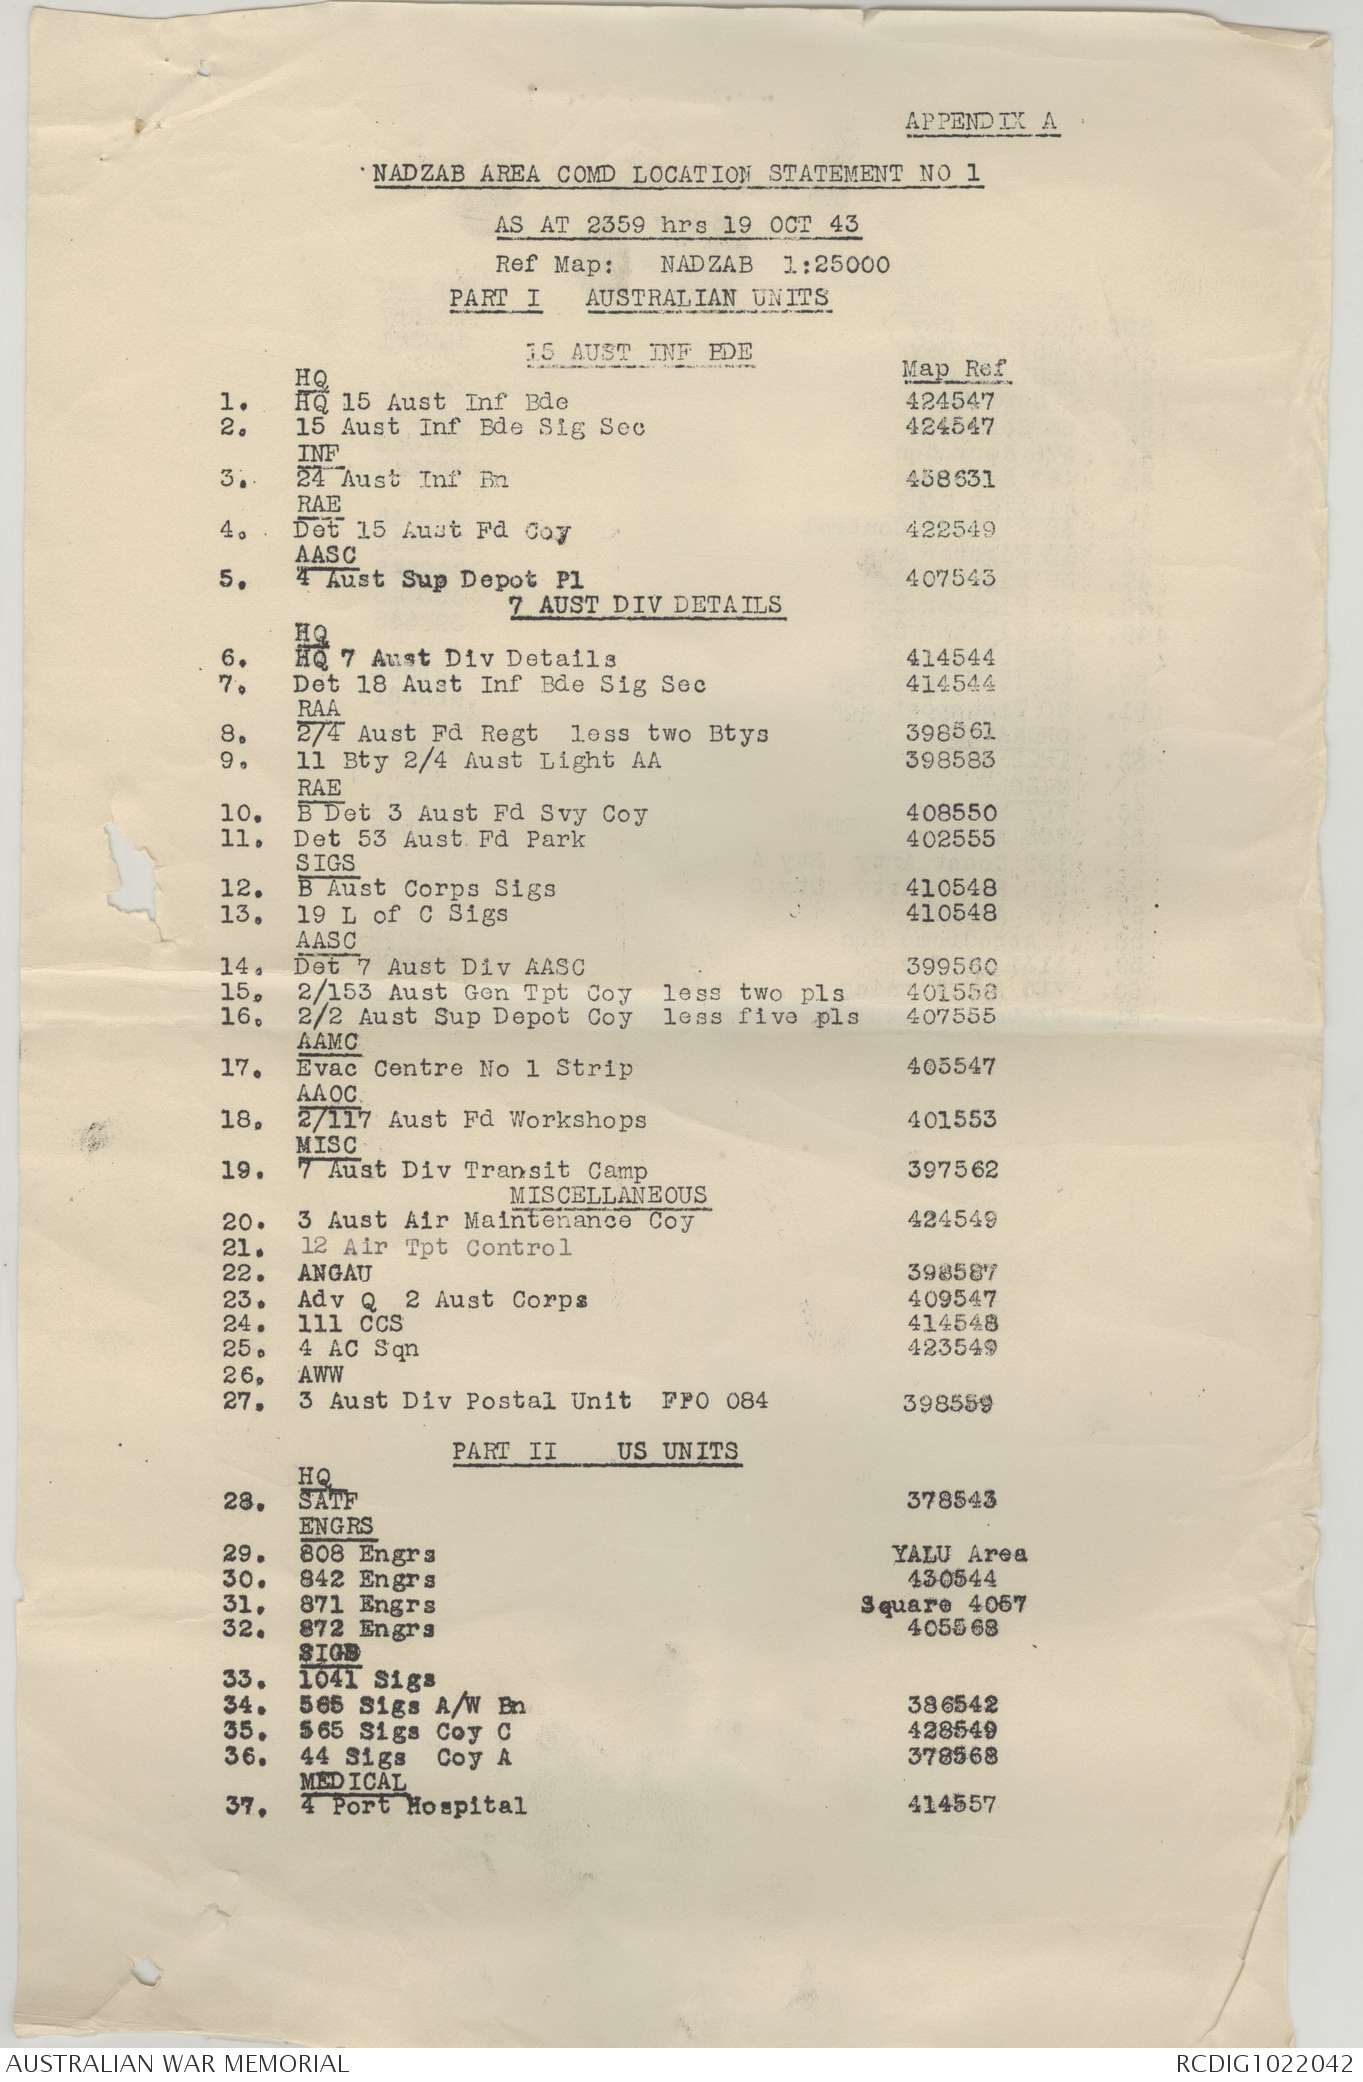 APPENDIX A
NADZAB AREA COMD LOCATION STATEMENT NO 1
AS AT 2359 hrs 19 OCT 43
Ref Map: NADZAB 1:25000
PART I AUSTRALIAN UNITS
15 AUST INF BDE
Map Ref
HQ
1. HQ 15 Aust Inf Bde 424547
2. 15 Aust Inf Bde Sig Sec 424547
INF
3. 24 Aust Inf Bn 438631
RAE
4. Det 15 Aust Fd Coy 422549
AASC
5. 4 Aust Sup Depot Pl 407543
7 AUST DIV DETAILS
HQ
6. HQ 7 Aust Div Details 414544
7. Det 18 Aust Inf Bde Sig Sec 414544
RAA
8. 2/4 Aust Fd Regt less two Btys 398561
9. 11 Bty 2/4 Aust Light AA 398583
RAE
10. B Det 3 Aust Fd Svy Coy 408550
11. Det 53 Aust Fd Park 402555
SIGS
12. B Aust Corps Sigs 410548
13. 19 L of C Sigs 410548
AASC
14. Det 7 Aust Div AASC 399560
15. 2/153 Aust Gen Tpt Coy less two pls 401558
16. 2/2 Aust Sup Depot Coy less five pls 407555
AAMC
17. Evac Centre No 1 Strip 405547
AAOC
18. 2/117 Aust Fd Workshops 401553
MISC
19. 7 Aust Div Transit Camp 397562
MISCELLANEOUS
20. 3 Aust Air Maintenance Coy 424549
21. 12 Air Tpt Control
22. ANGAU 398587
23. Adv Q 2 Aust Corps 409547
24. 111 CCS 414548
25. 4 AC Sqn 423549
26. AWW
27. 3 Aust Div Postal Unit FPO 084 398559
PART II US UNITS
HQ
28. SATF 378543
ENGRS
29. 808 Engrs YALU Area
30. 842 Engrs 430544
31. 871 Engrs Square 4057
32. 872 Engrs 405568
SIGS
33. 1041 Sigs
34. 565 Sigs A/W Bn 386542
35. 565 Sigs Coy C 428549
36. 44 Sigs Coy A 378568
MEDICAL
37. 4 Port Hospital 414557
AUSTRALIAN WAR MEMORIAL RCDIG1022042